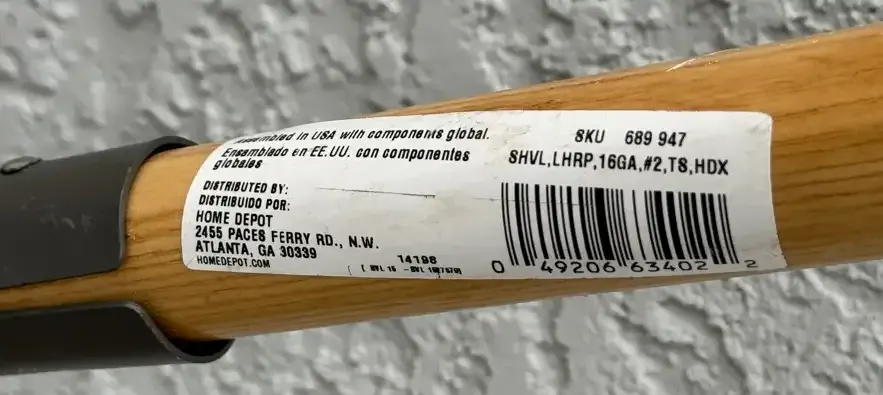 Assembled in USA with components global.
Ensamblado en EE.UU. con componentes
globales
DISTRIBUTED BY:
DISTRIBUIDO POR:
HOME DEPOT
2455 PACES FERRY RD., N.W.
ATLANTA, GA 30339
HOMEDEPOT.COM
14198
SKU 689 947
SHVL,LHRP,16GA,#2,TS,HDX
0 49206 63402 2